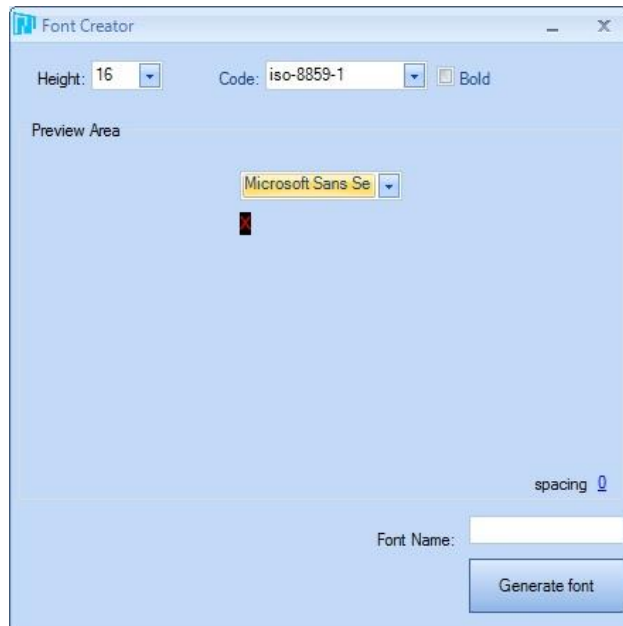 Font Creator
Height: 16 Code: iso-8859-1 Bold
Preview Area
Microsoft Sans Se
X
spacing 0
Font Name:
Generate font